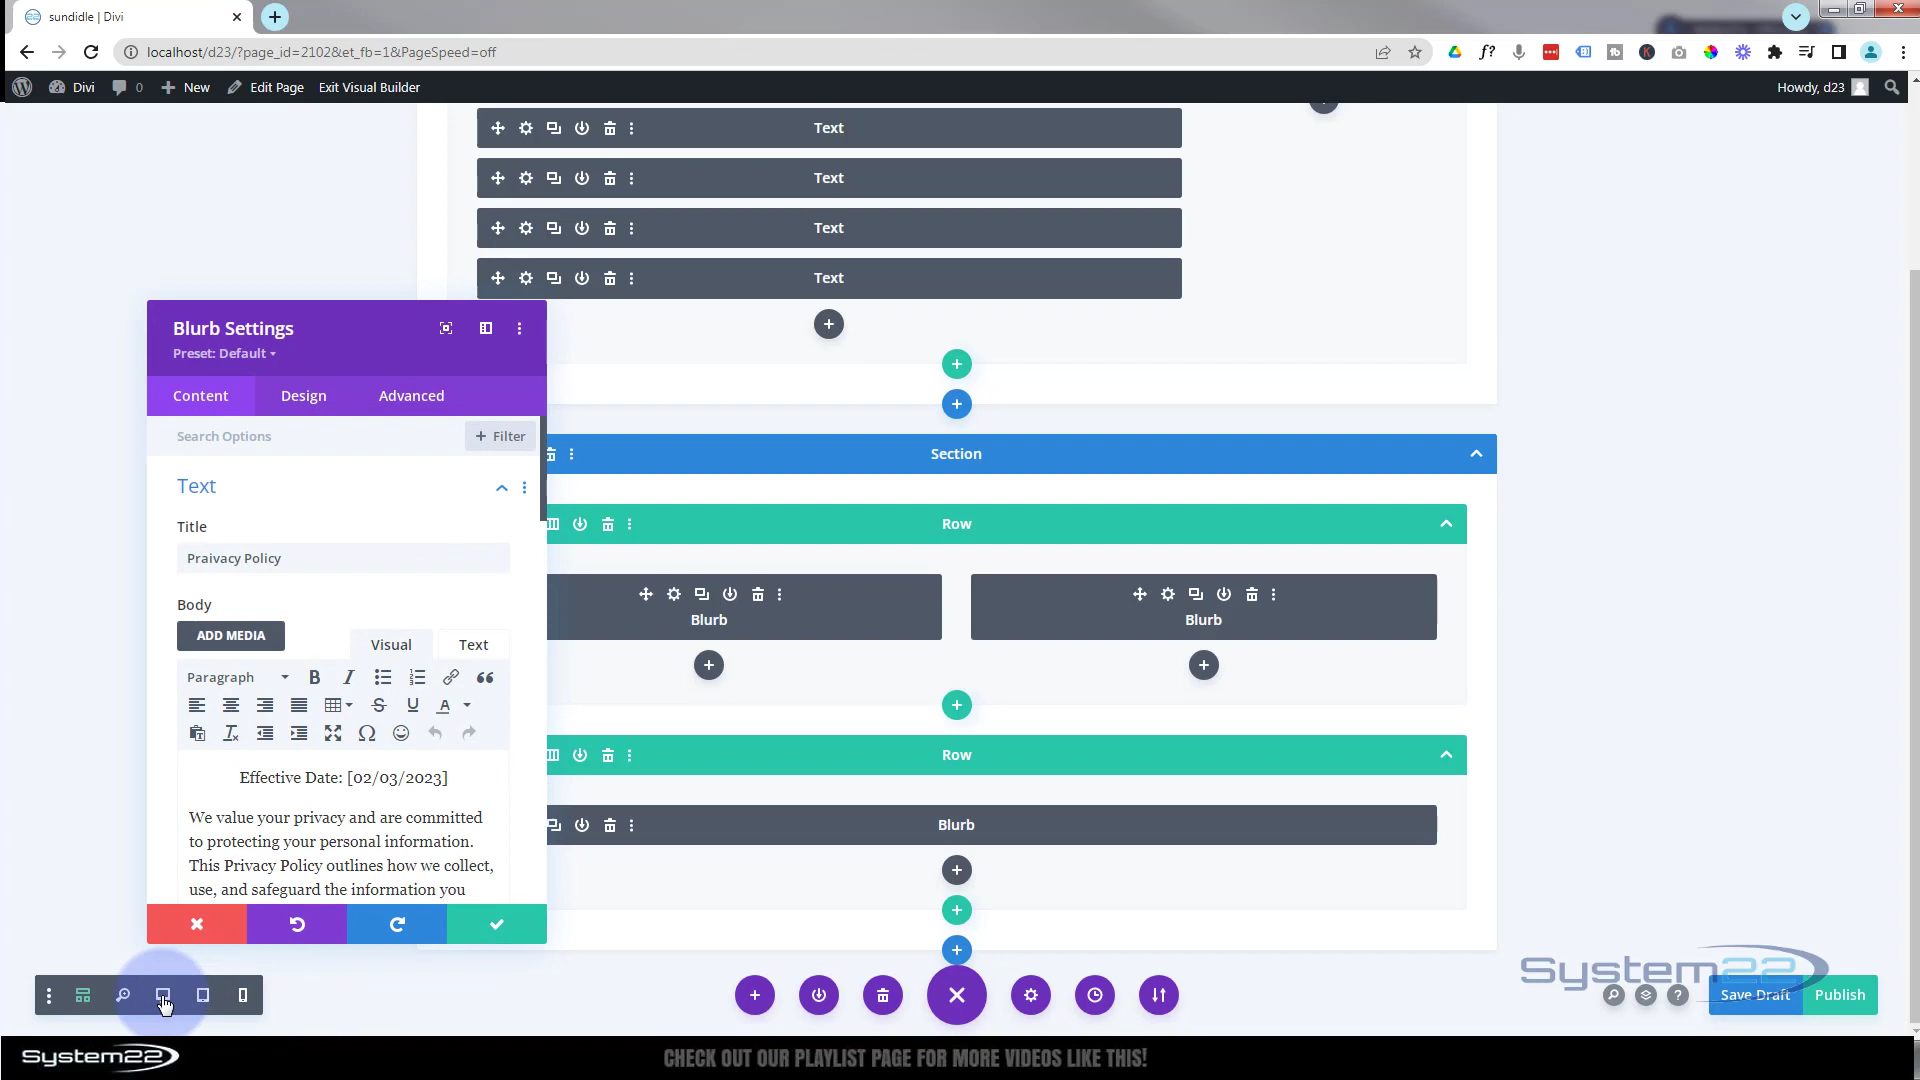 sundidle | Divi
localhost/d23/?page_id=2102&et_fb=1&PageSpeed=off
Divi 0 New Edit Page Exit Visual Builder Howdy, d23
Text
Text
Text
Text
Blurb Settings
Preset: Default
Content Design Advanced
Search Options + Filter
Text
Title
Praivacy Policy
Body
ADD MEDIA
Visual Text
Paragraph
Effective Date: [02/03/2023]
We value your privacy and are committed
to protecting your personal information.
This Privacy Policy outlines how we collect,
use, and safeguard the information you
Section
Row
Blurb
Blurb
Row
Blurb
System22
Save Draft Publish
System22
CHECK OUT OUR PLAYLIST PAGE FOR MORE VIDEOS LIKE THIS!